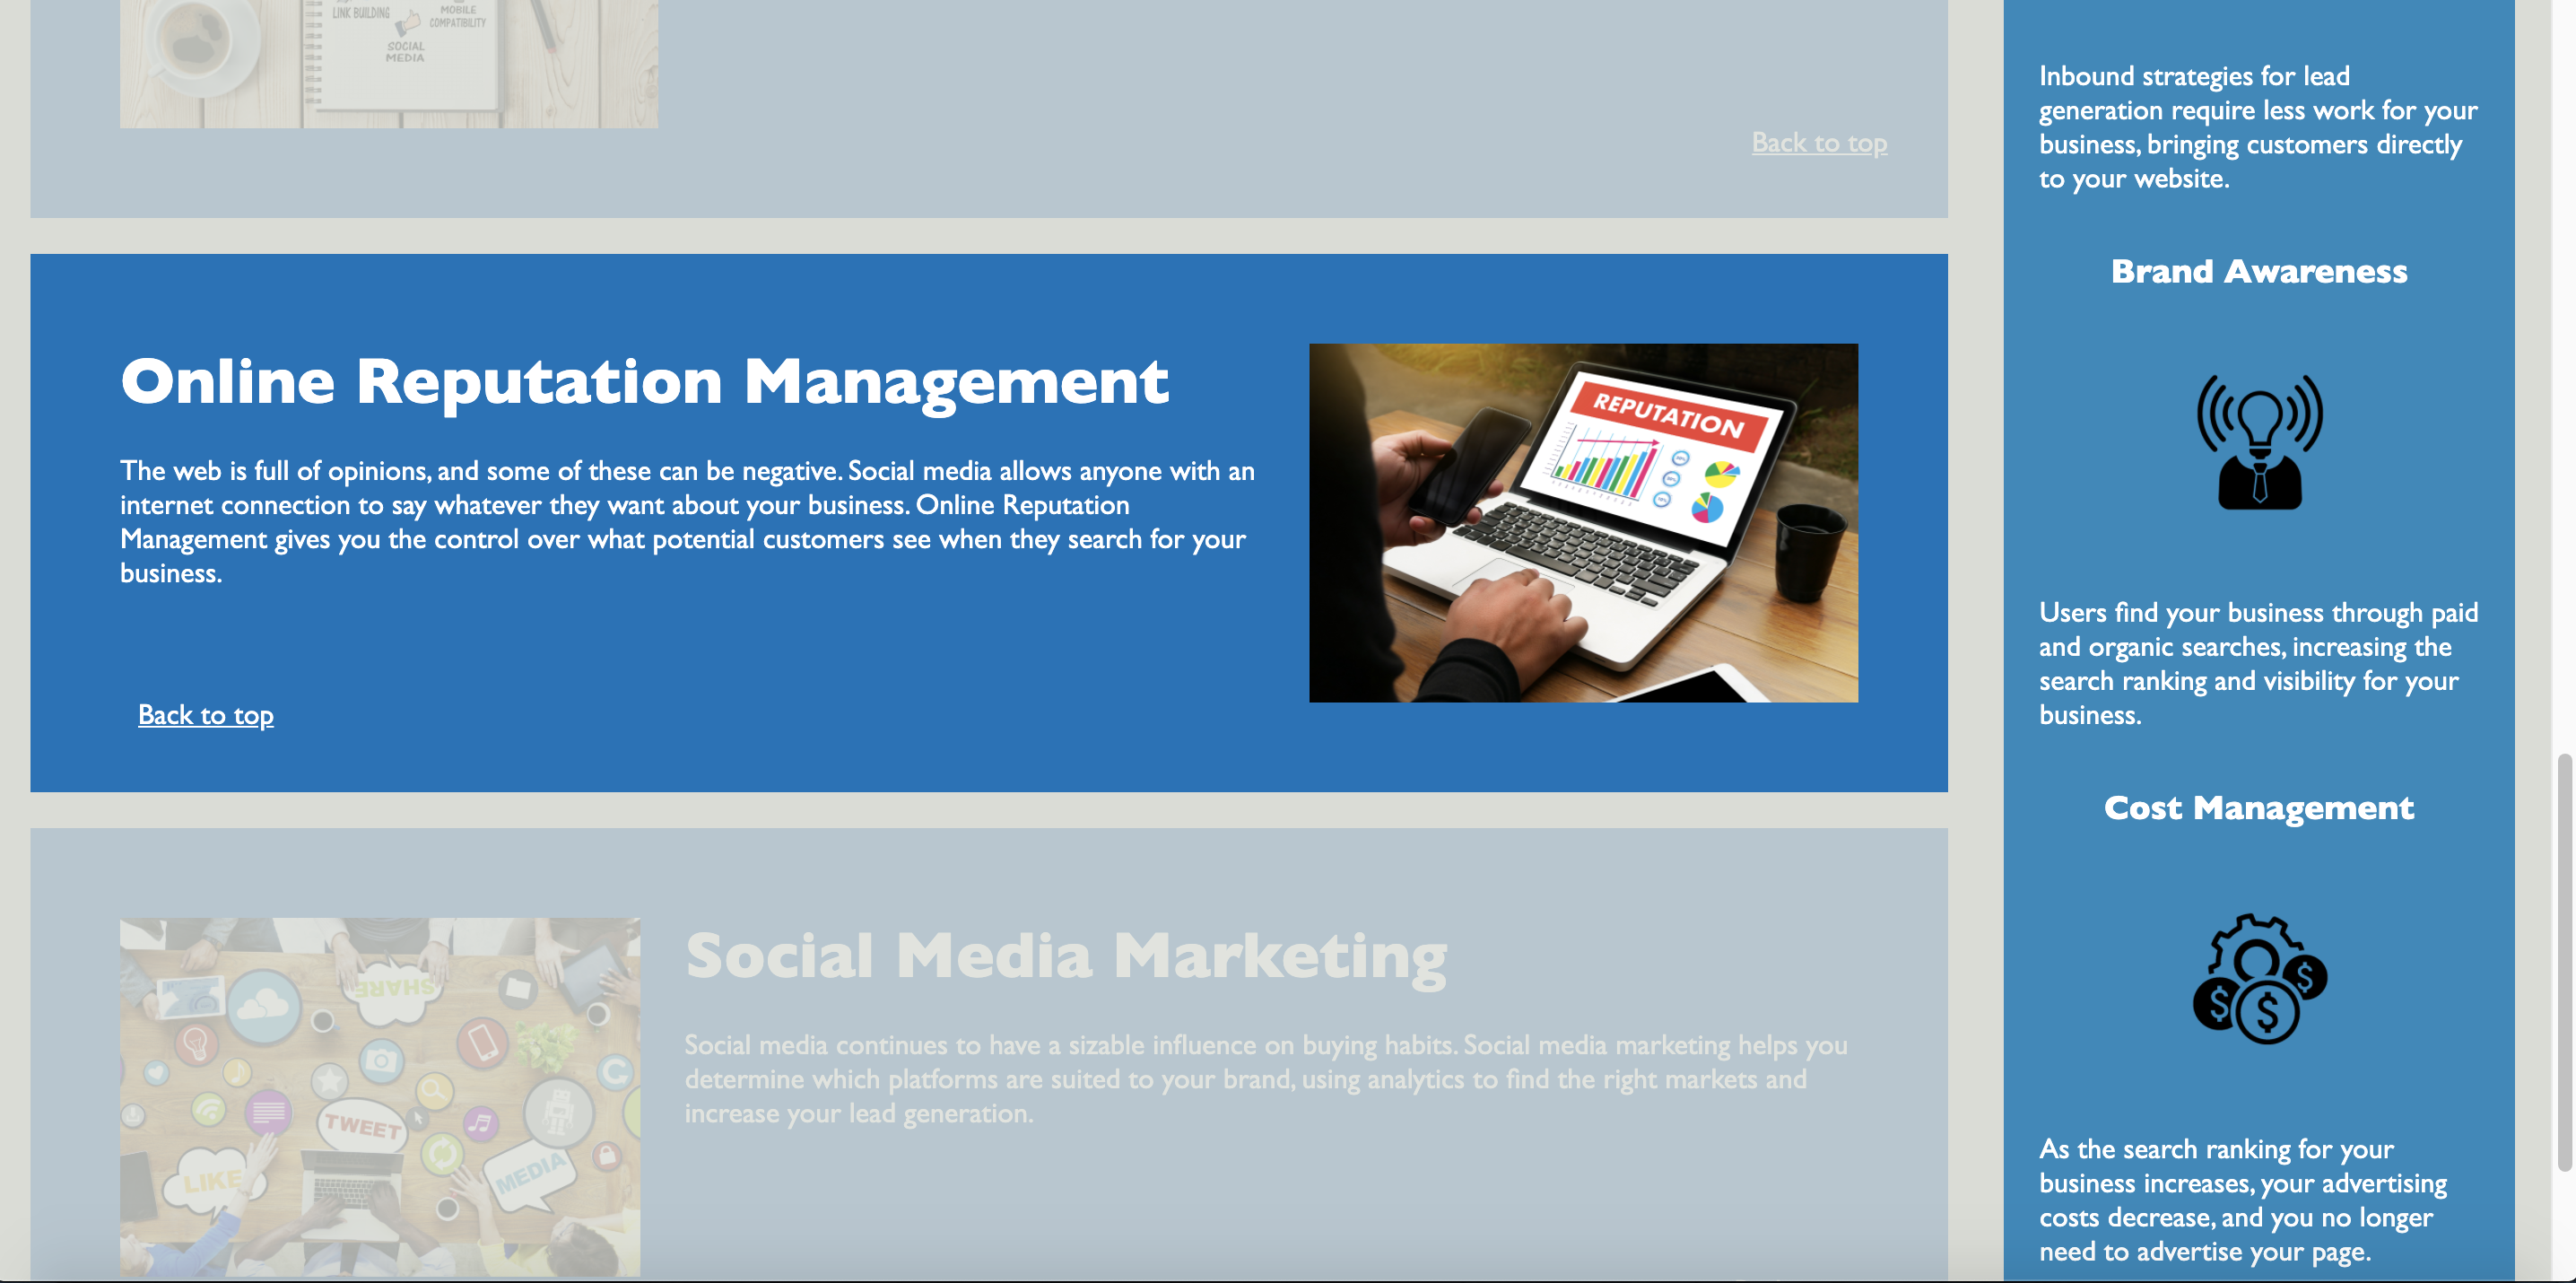 LINK BUILDING
MOBILE
COMPATIBILITY
SOCIAL
MEDIA
Back to top
Online Reputation Management
The web is full of opinions, and some of these can be negative. Social media allows anyone with an
internet connection to say whatever they want about your business. Online Reputation
Management gives you the control over what potential customers see when they search for your
business.
Back to top
REPUTATION
Social Media Marketing
Social media continues to have a sizable influence on buying habits. Social media marketing helps you
determine which platforms are suited to your brand, using analytics to find the right markets and
increase your lead generation.
SHARE
TWEET
LIKE
MEDIA
Inbound strategies for lead
generation require less work for your
business, bringing customers directly
to your website.
Brand Awareness
Users find your business through paid
and organic searches, increasing the
search ranking and visibility for your
business.
Cost Management
$ $ $
As the search ranking for your
business increases, your advertising
costs decrease, and you no longer
need to advertise your page.